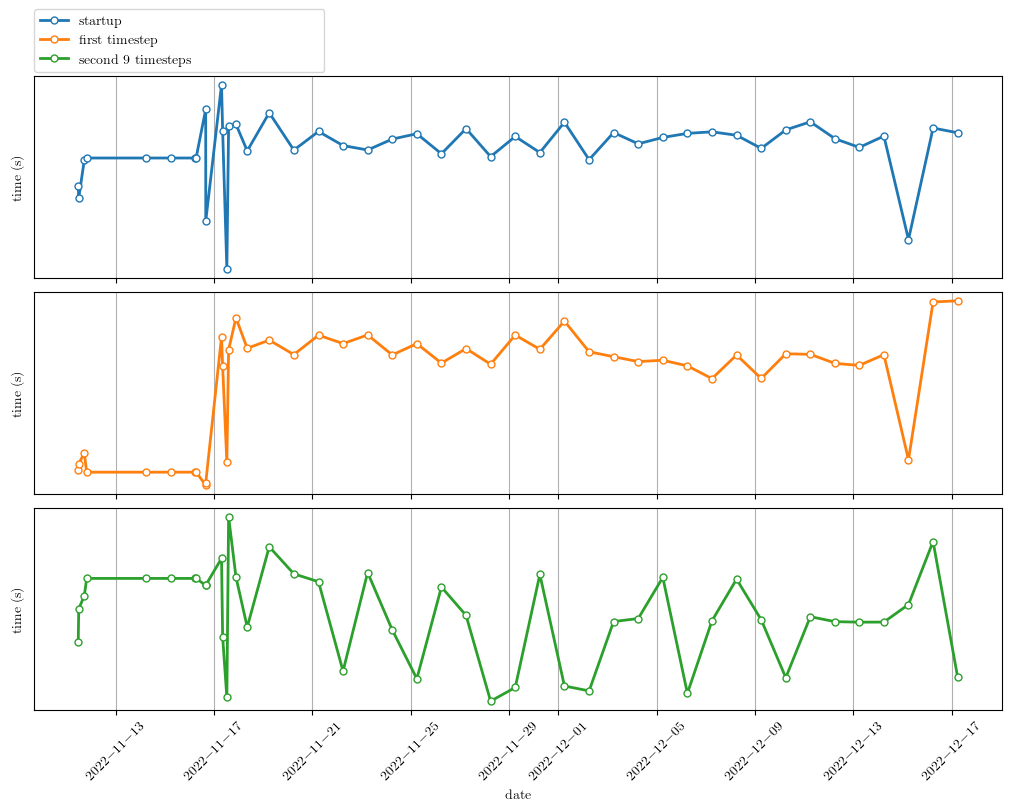 startup
first timestep
second 9 timesteps
time (s)
time (s)
time (s)
2022−11−13
2022−11−17
2022−11−21
2022−11−25
2022−11−29
2022−12−01
2022−12−05
2022−12−09
2022−12−13
2022−12−17
date